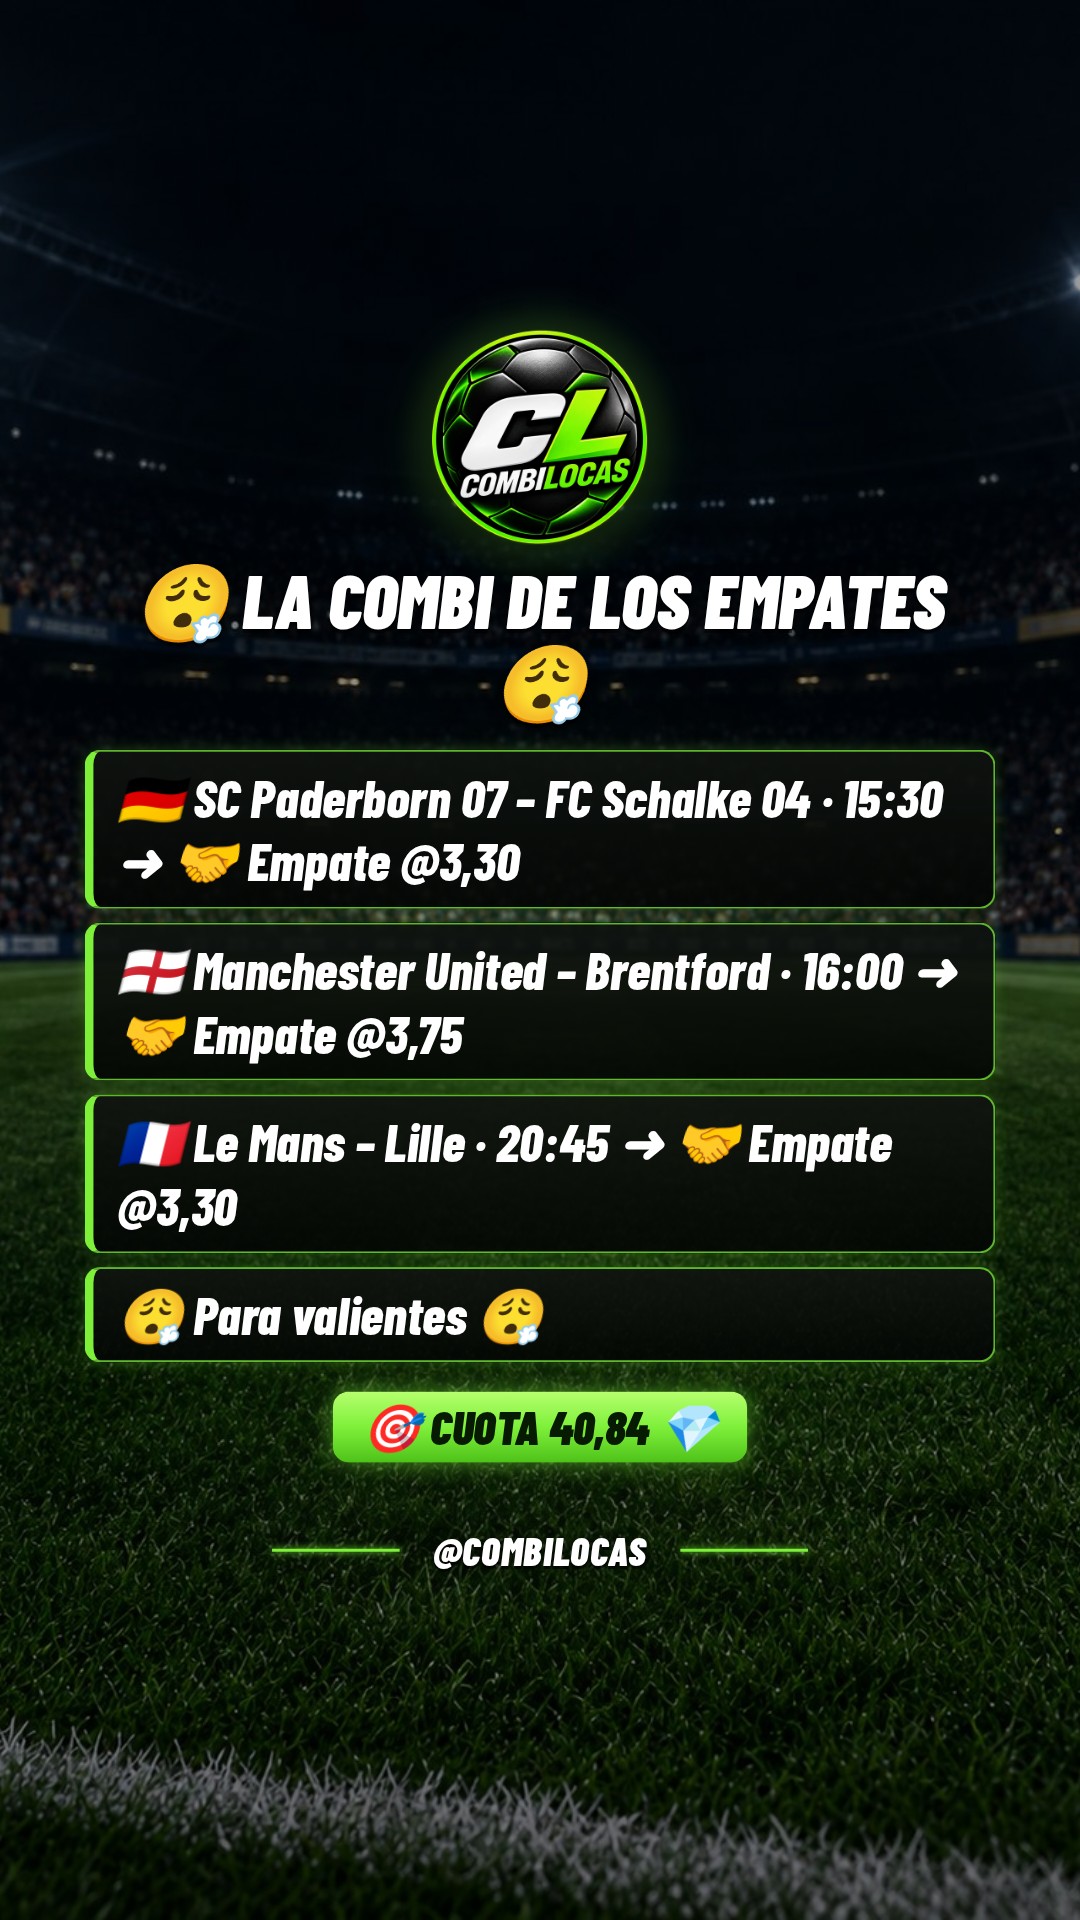 CL
COMBILOCAS
😮‍💨 LA COMBI DE LOS EMPATES
😮‍💨
🇩🇪 SC Paderborn 07 – FC Schalke 04 · 15:30
➜ 🤝 Empate @3,30
🏴󠁧󠁢󠁥󠁮󠁧󠁿 Manchester United – Brentford · 16:00 ➜
🤝 Empate @3,75
🇫🇷 Le Mans – Lille · 20:45 ➜ 🤝 Empate
@3,30
😮‍💨 Para valientes 😮‍💨
🎯 CUOTA 40,84 💎
@COMBILOCAS